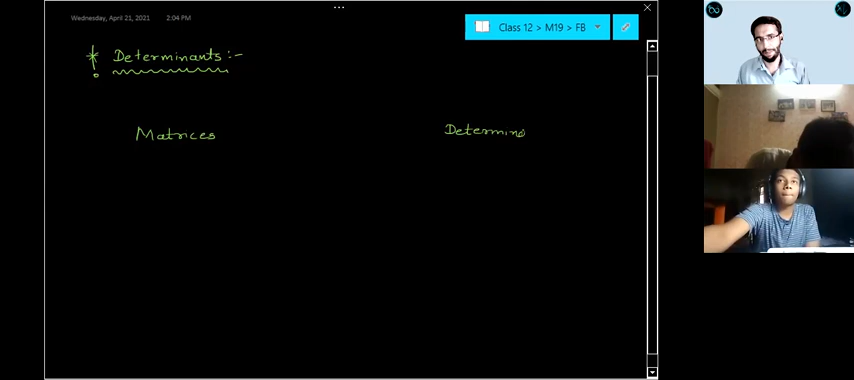 Wednesday, April 21, 2021 2:04 PM
Class 12 > M19 > FB
* Determinants :-
Matrices Determina